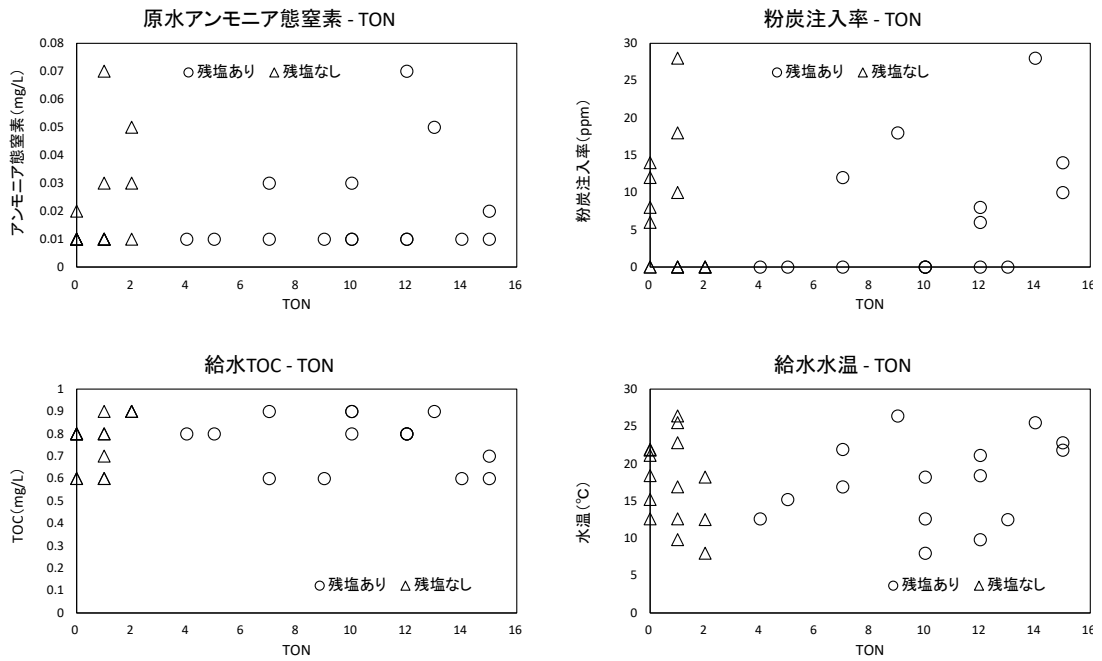 原水アンモニア態窒素 - TON
0.08
0.07
0.06
0.05
0.04
0.03
0.02
0.01
0
アンモニア態窒素(mg/L)
○残塩あり △残塩なし
0 2 4 6 8 10 12 14 16
TON
粉炭注入率 - TON
30
25
20
15
10
5
0
粉炭注入率(ppm)
○残塩あり △残塩なし
0 2 4 6 8 10 12 14 16
TON
給水TOC - TON
1
0.9
0.8
0.7
0.6
0.5
0.4
0.3
0.2
0.1
0
TOC(mg/L)
○残塩あり △残塩なし
0 2 4 6 8 10 12 14 16
TON
給水水温 - TON
30
25
20
15
10
5
0
水温(℃)
○残塩あり △残塩なし
0 2 4 6 8 10 12 14 16
TON